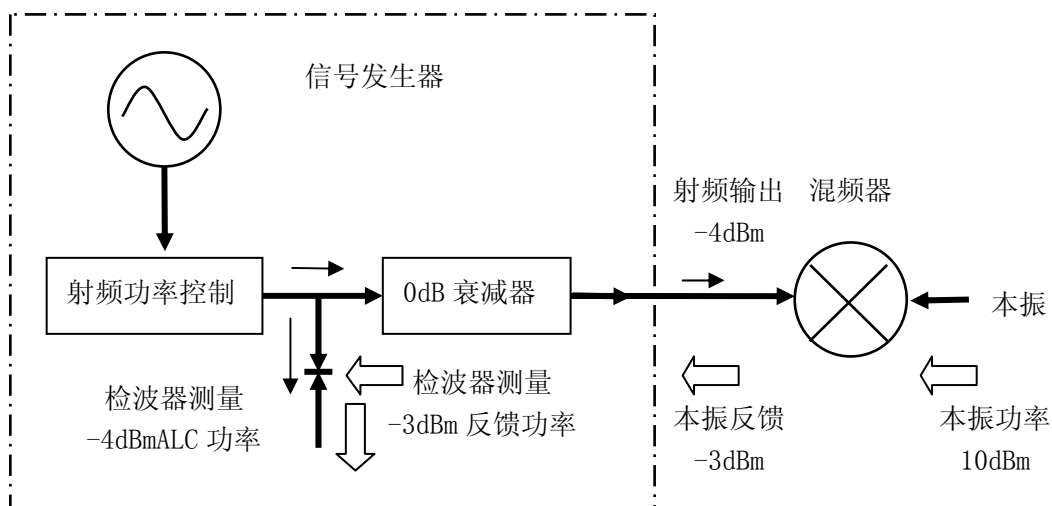 信号发生器
射频输出 混频器
-4dBm
射频功率控制
0dB 衰减器
本振
检波器测量
-4dBmALC 功率
检波器测量
-3dBm 反馈功率
本振反馈
-3dBm
本振功率
10dBm